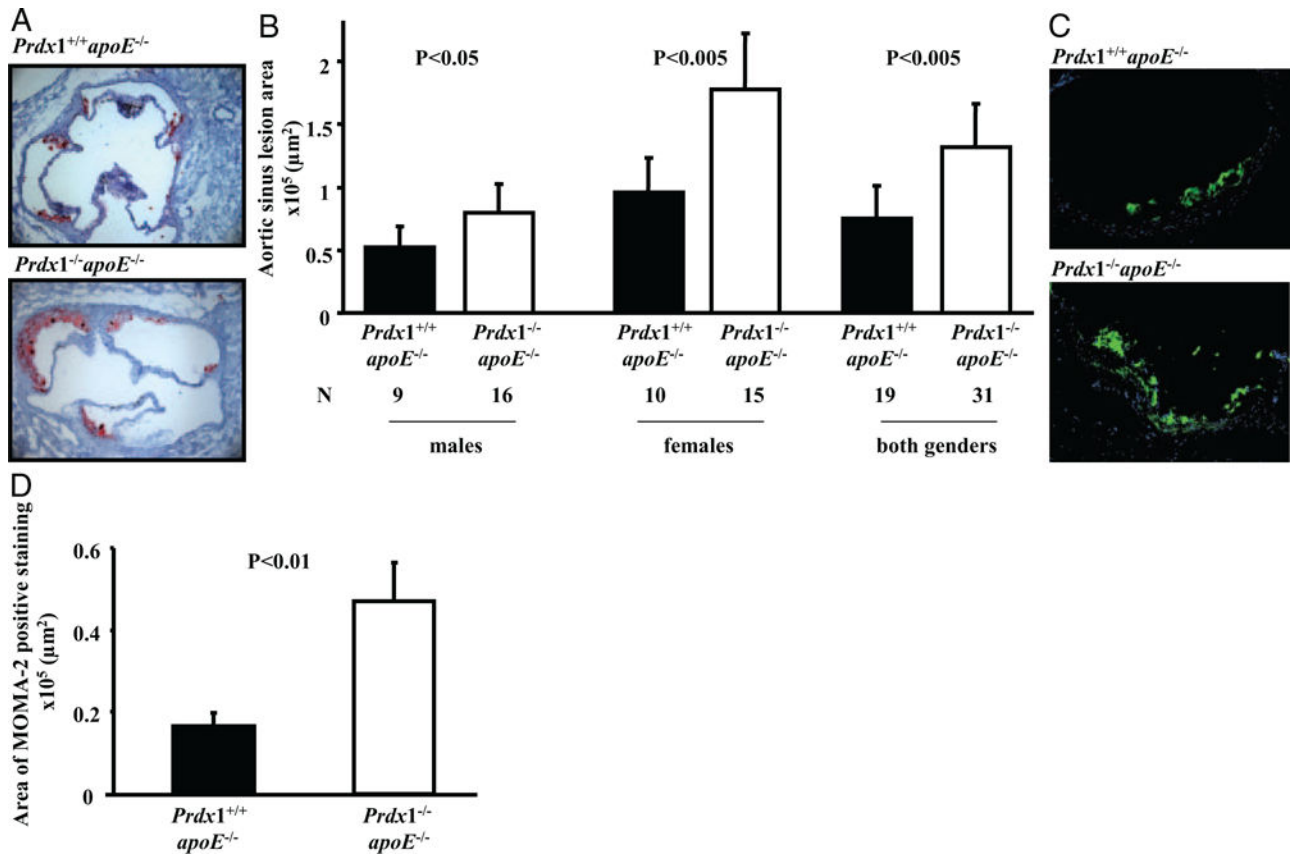 A
Prdx1+/+apoE-/-
Prdx1-/-apoE-/-
B
Aortic sinus lesion area
x10⁵ (µm²)
2
1.5
1
0.5
0
P<0.05
P<0.005
P<0.005
Prdx1+/+ Prdx1-/- Prdx1+/+ Prdx1-/- Prdx1+/+ Prdx1-/-
apoE-/- apoE-/- apoE-/- apoE-/- apoE-/- apoE-/-
N 9 16 10 15 19 31
males females both genders
C
Prdx1+/+apoE-/-
Prdx1-/-apoE-/-
D
Area of MOMA-2 positive staining
x10⁵ (µm²)
0.6
0.4
0.2
0
P<0.01
Prdx1+/+ Prdx1-/-
apoE-/- apoE-/-